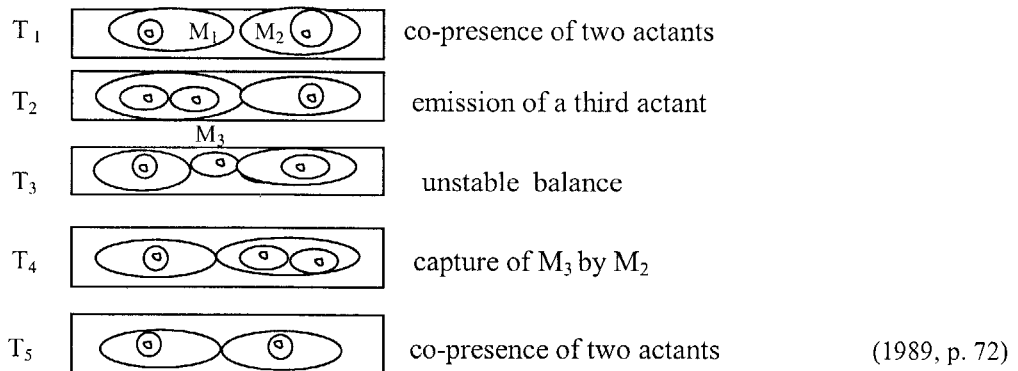 T₁ M₁ M₂ co-presence of two actants
T₂ emission of a third actant
M₃
T₃ unstable balance
T₄ capture of M₃ by M₂
T₅ co-presence of two actants (1989, p. 72)